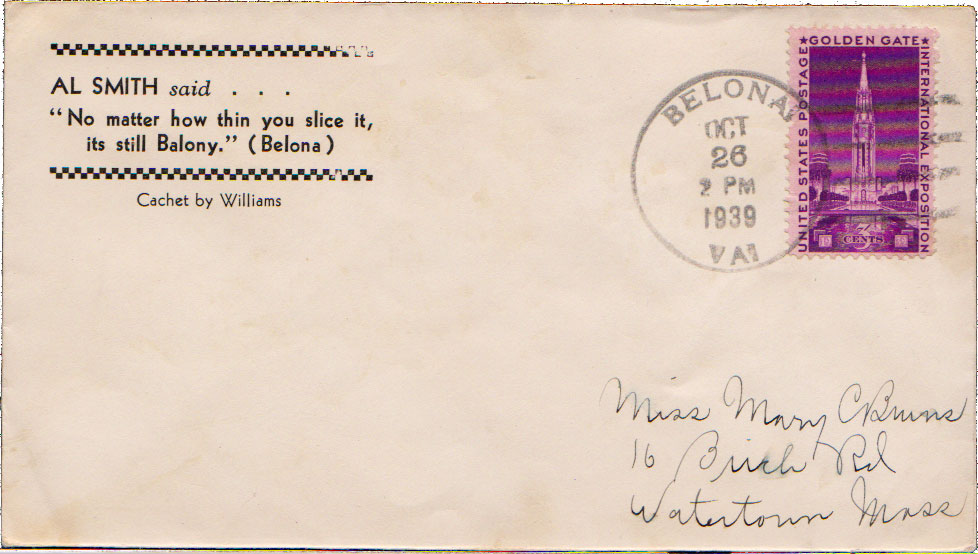 AL SMITH said . . .
“No matter how thin you slice it,
its still Balony.” (Belona)
Cachet by Williams
BELONA
OCT
26
2 PM
1939
VA
★GOLDEN GATE★
UNITED STATES POSTAGE
INTERNATIONAL EXPOSITION
3
CENTS
Miss Mary C Burns
16 Birch Rd
Watertown Mass